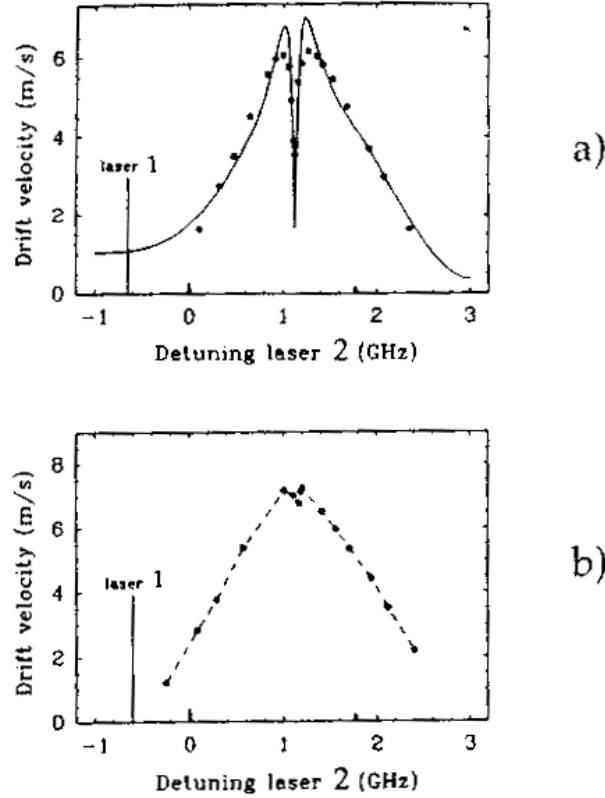 6
4
2
0
Drift velocity (m/s)
laser 1
a)
−1 0 1 2 3
Detuning laser 2 (GHz)
8
6
4
2
0
Drift velocity (m/s)
laser 1
b)
−1 0 1 2 3
Detuning laser 2 (GHz)